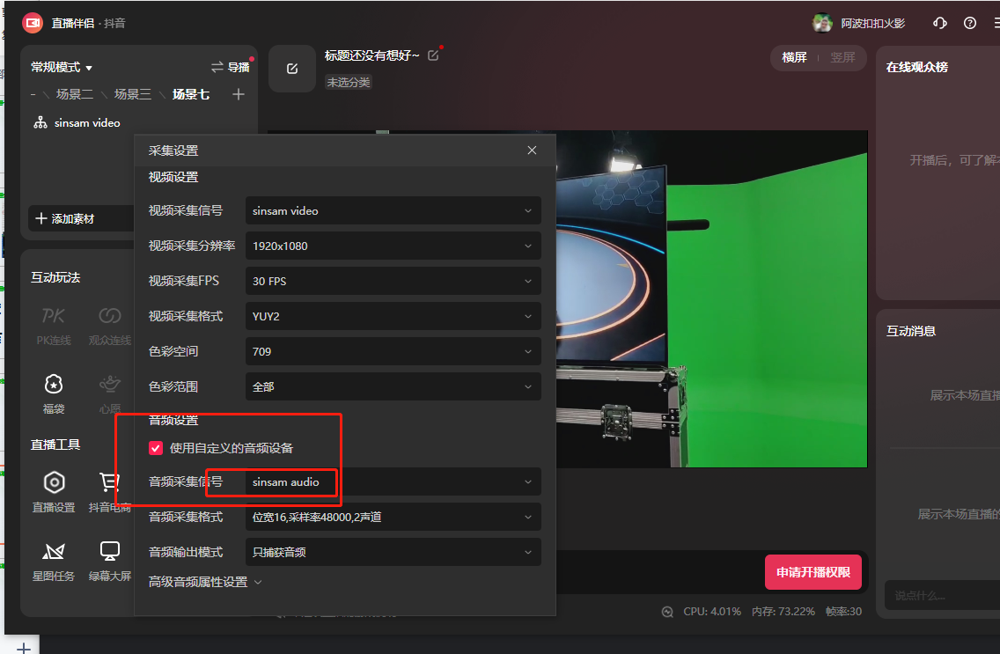 直播伴侣 · 抖音
阿波扣扣火影
常规模式
导播
场景二
场景三
场景七
sinsam video
添加素材
标题还没有想好~
未选分类
横屏
竖屏
在线观众榜
开播后，可了解
互动玩法
PK
PK连线
观众连线
福袋
心愿
直播工具
直播设置
抖音电商
星图任务
绿幕大屏
采集设置
视频设置
视频采集信号
sinsam video
视频采集分辨率
1920x1080
视频采集FPS
30 FPS
视频采集格式
YUY2
色彩空间
709
色彩范围
全部
音频设置
使用自定义的音频设备
音频采集信号
sinsam audio
音频采集格式
位宽16,采样率48000,2声道
音频输出模式
只捕获音频
高级音频属性设置
互动消息
展示本场直播
展示本场直播的
说点什么...
申请开播权限
CPU: 4.01%
内存: 73.22%
帧率:30